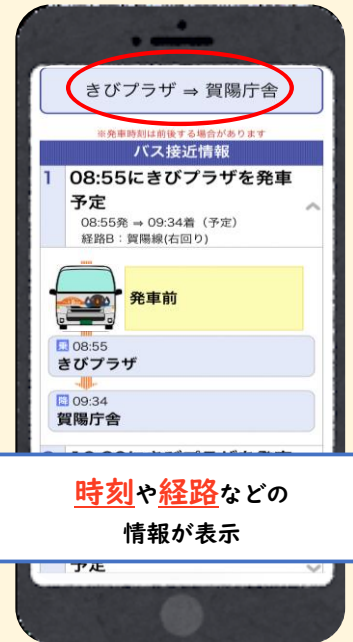 きびプラザ ⇒ 賀陽庁舎
※発車時刻は前後する場合があります
バス接近情報
1 08:55にきびプラザを発車
予定
08:55発 ⇒ 09:34着（予定）
経路B：賀陽線(右回り)
発車前
乗 08:55
きびプラザ
09:34
賀陽庁舎
時刻や経路などの
情報が表示
予定